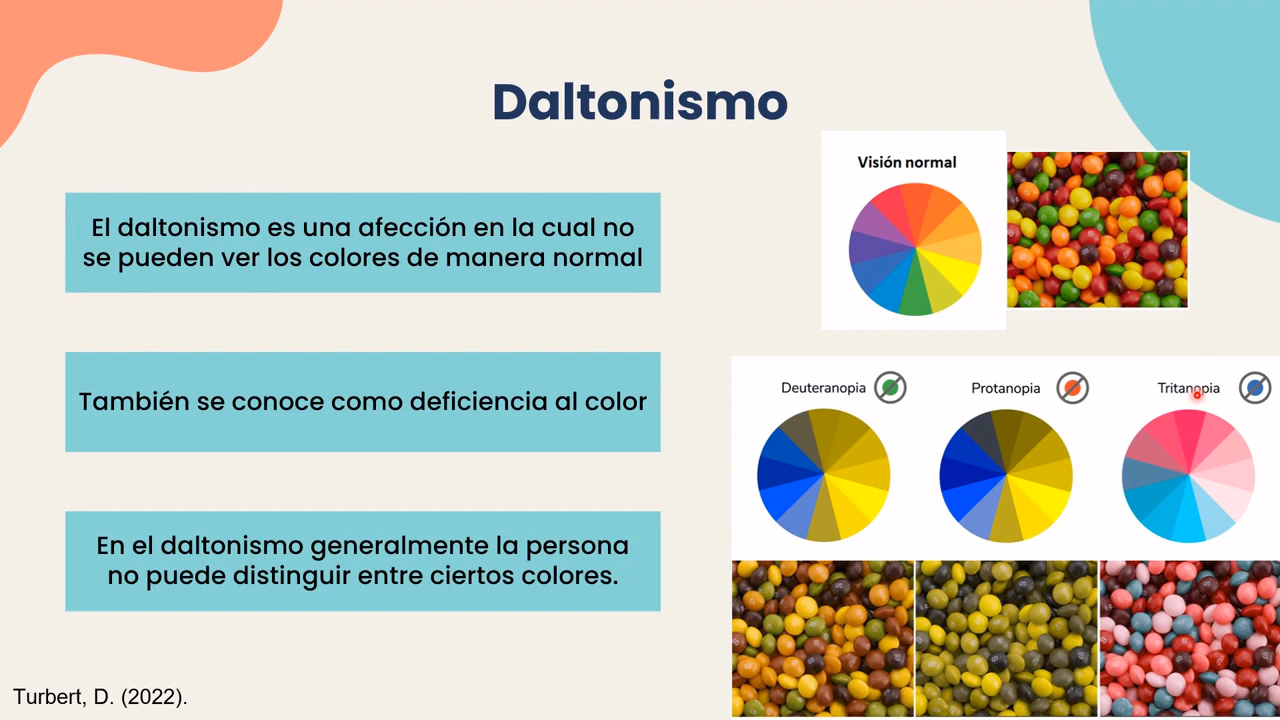 Daltonismo
Visión normal
El daltonismo es una afección en la cual no
se pueden ver los colores de manera normal
También se conoce como deficiencia al color
En el daltonismo generalmente la persona
no puede distinguir entre ciertos colores.
Deuteranopia
Protanopia
Tritanopia
Turbert, D. (2022).